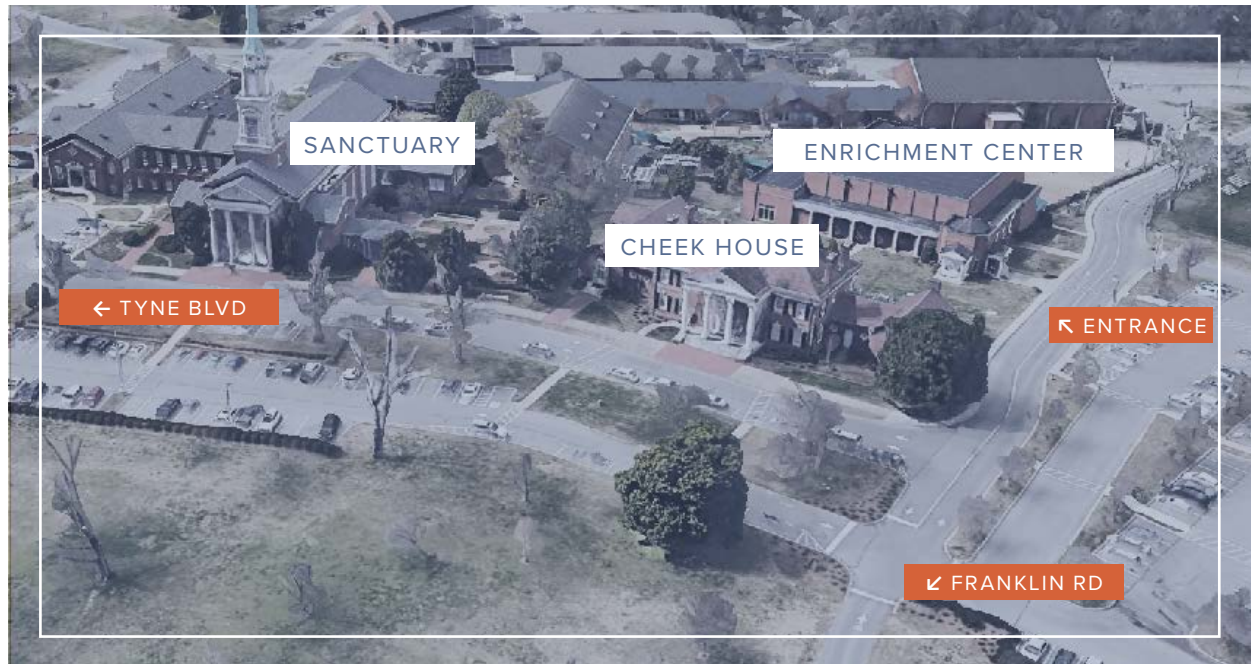 SANCTUARY
ENRICHMENT CENTER
CHEEK HOUSE
← TYNE BLVD
↖ ENTRANCE
↙ FRANKLIN RD